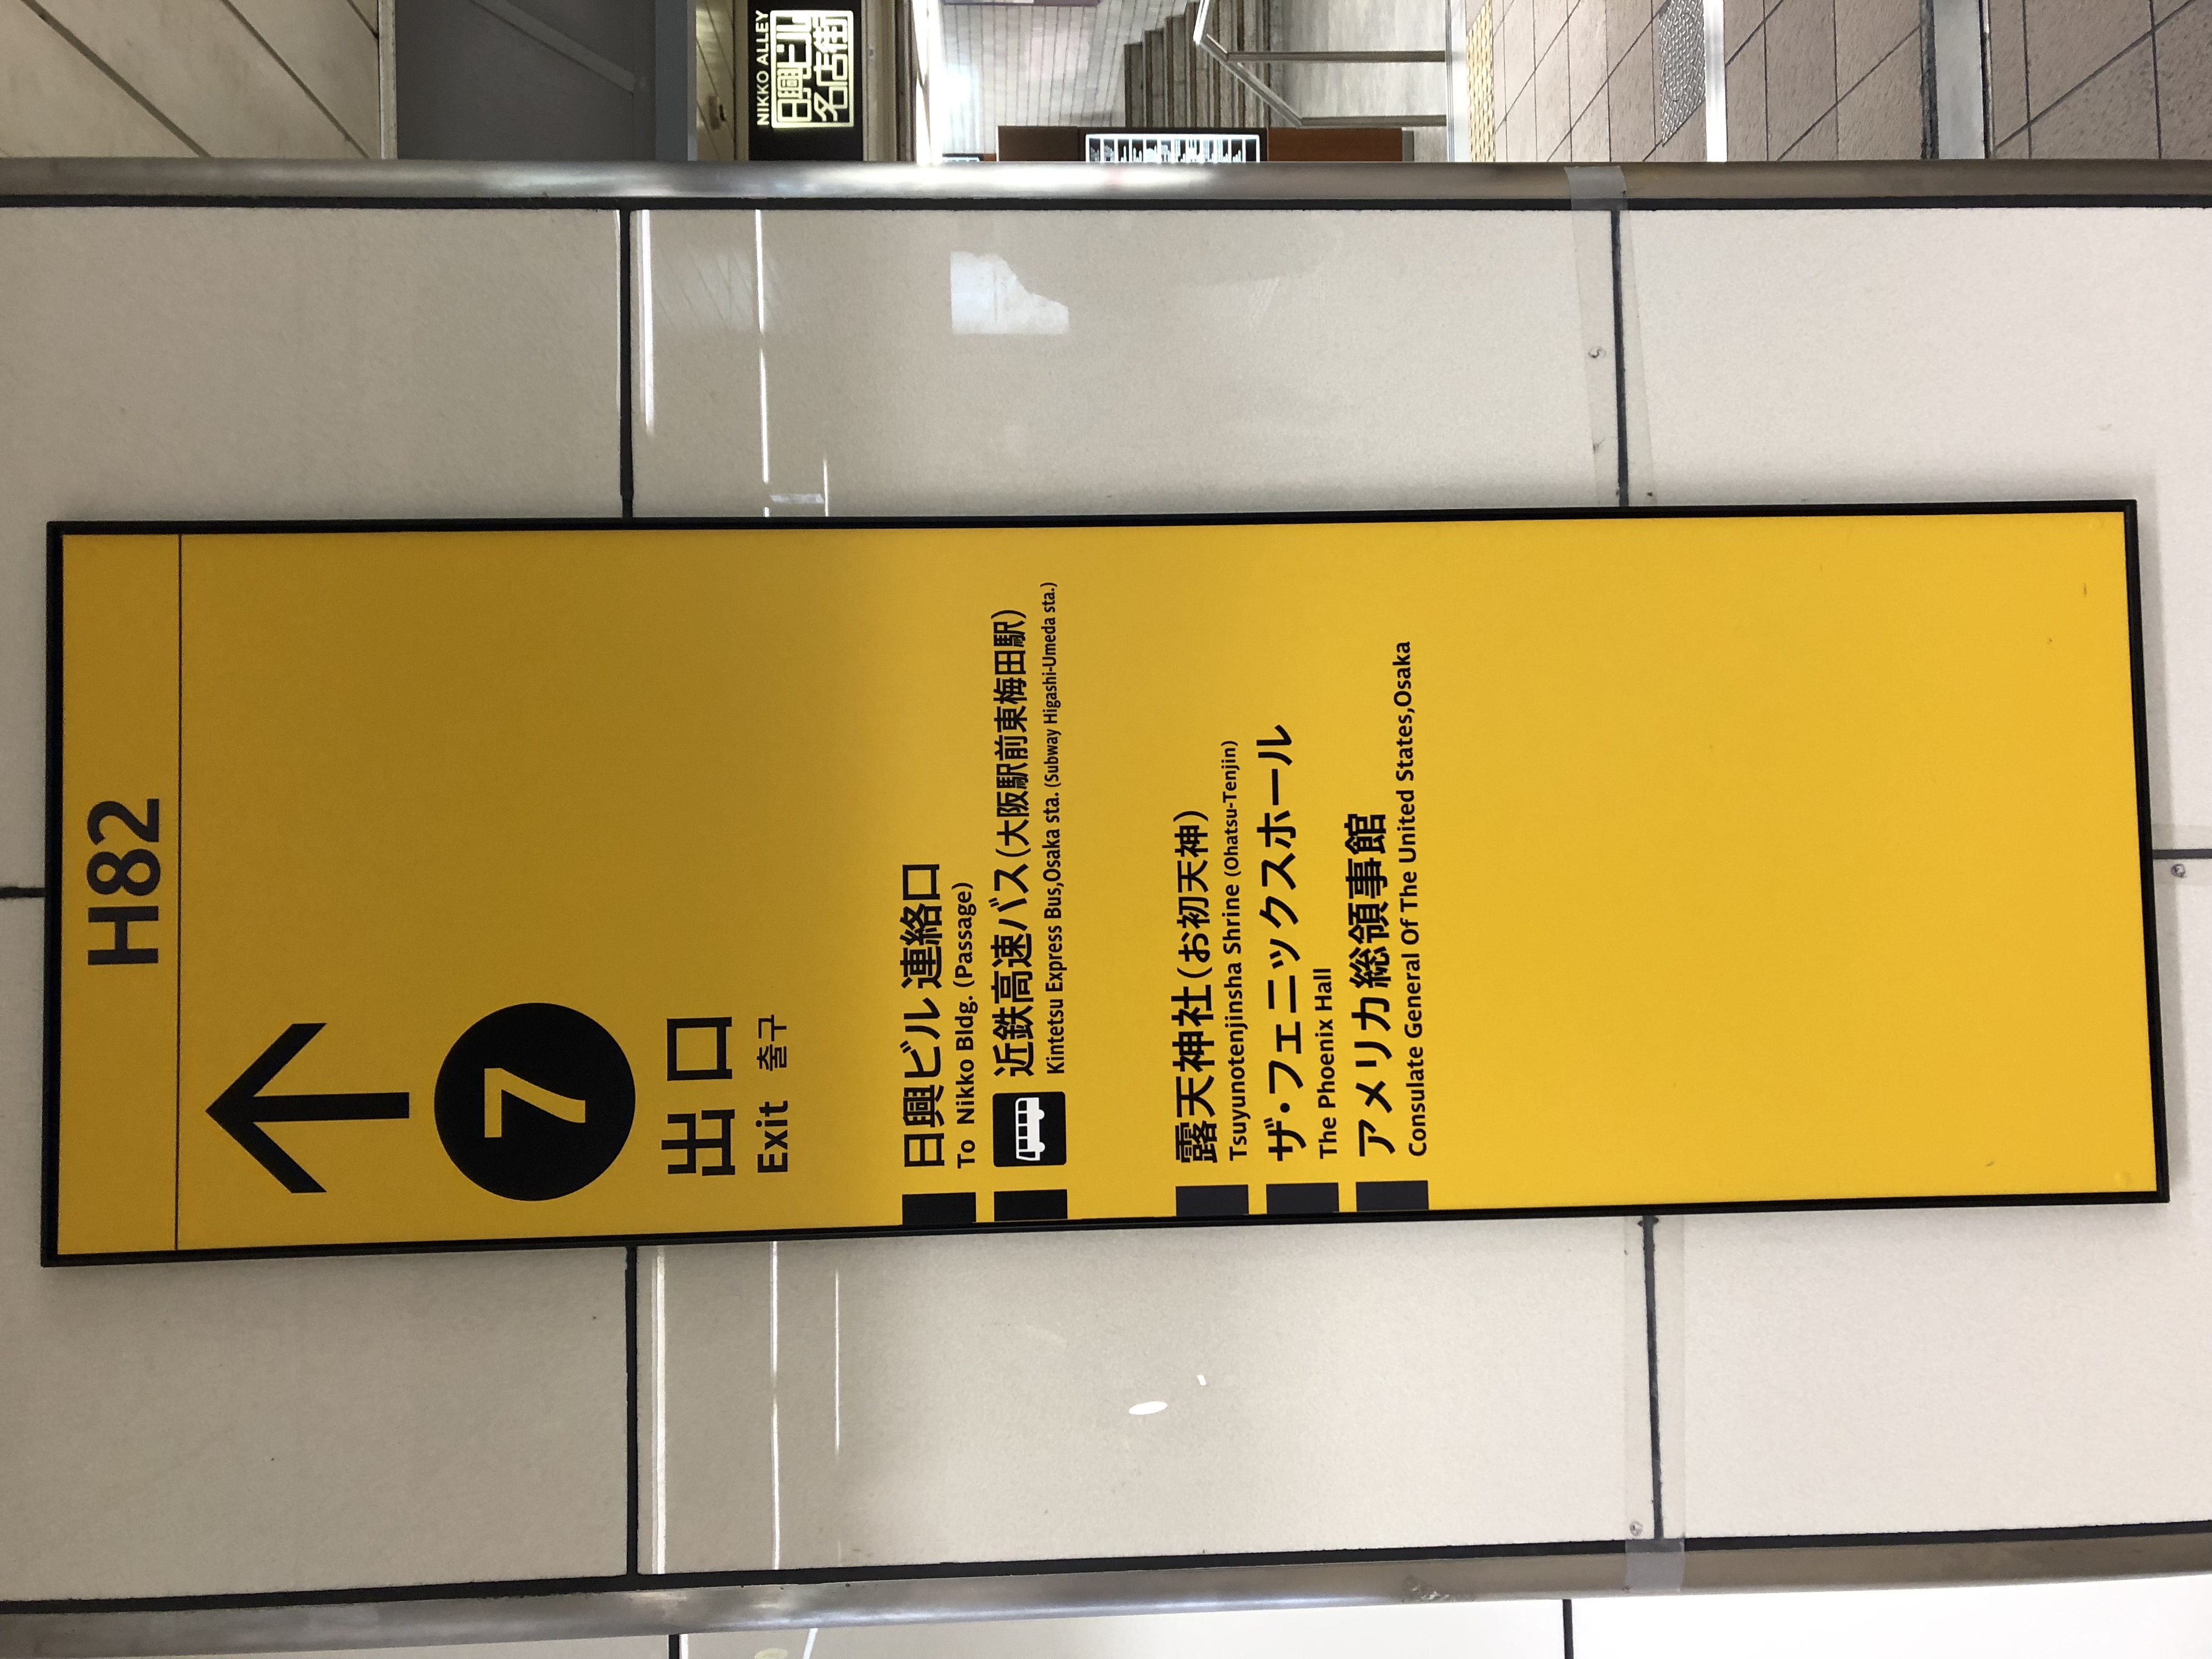 H82
7
出口
Exit 출구
日興ビル連絡口
To Nikko Bldg. (Passage)
近鉄高速バス(大阪駅前東梅田駅)
Kintetsu Express Bus,Osaka sta. (Subway Higashi-Umeda sta.)
露天神社(お初天神)
Tsuyunotenjinsha Shrine (Ohatsu-Tenjin)
ザ・フェニックスホール
The Phoenix Hall
アメリカ総領事館
Consulate General Of The United States,Osaka
NIKKO ALLEY
日興ビル
名店街